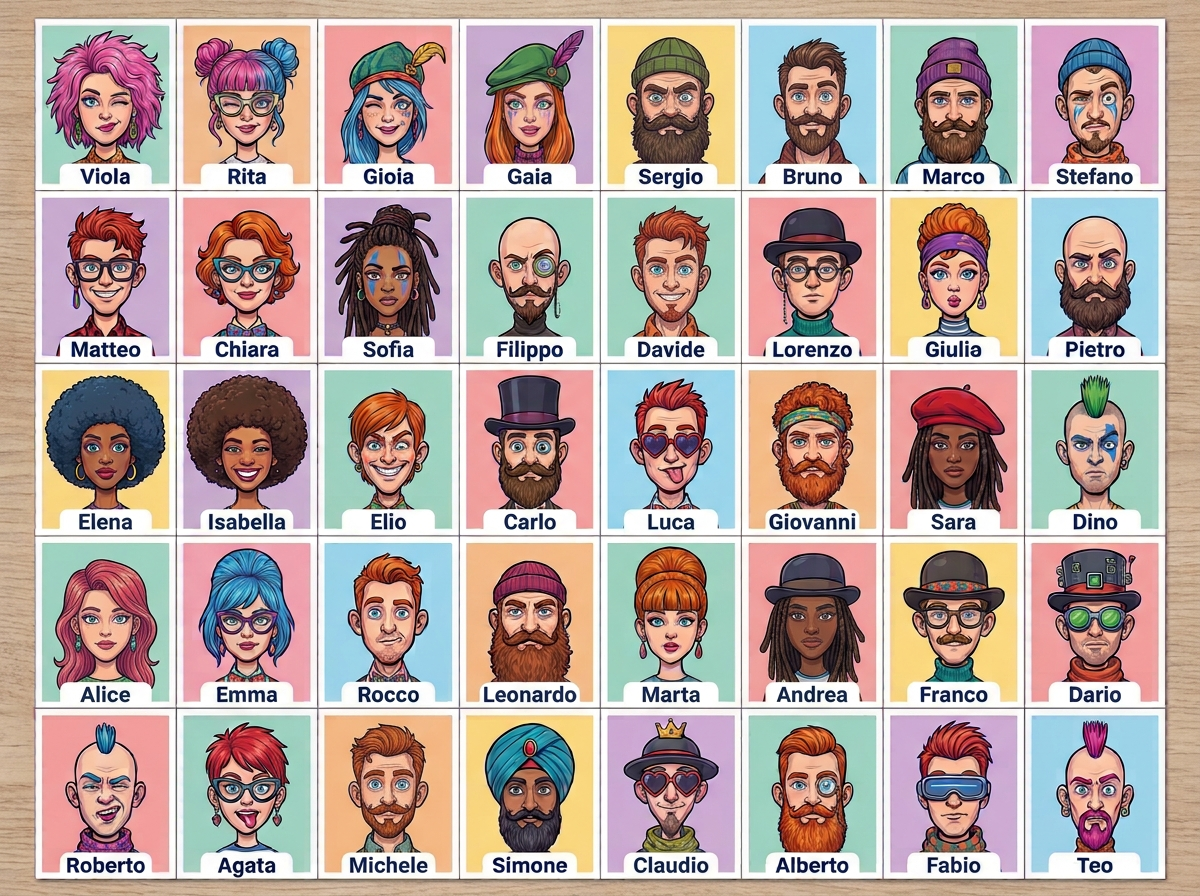 Viola Rita Gioia Gaia Sergio Bruno Marco Stefano
Matteo Chiara Sofia Filippo Davide Lorenzo Giulia Pietro
Elena Isabella Elio Carlo Luca Giovanni Sara Dino
Alice Emma Rocco Leonardo Marta Andrea Franco Dario
Roberto Agata Michele Simone Claudio Alberto Fabio Teo